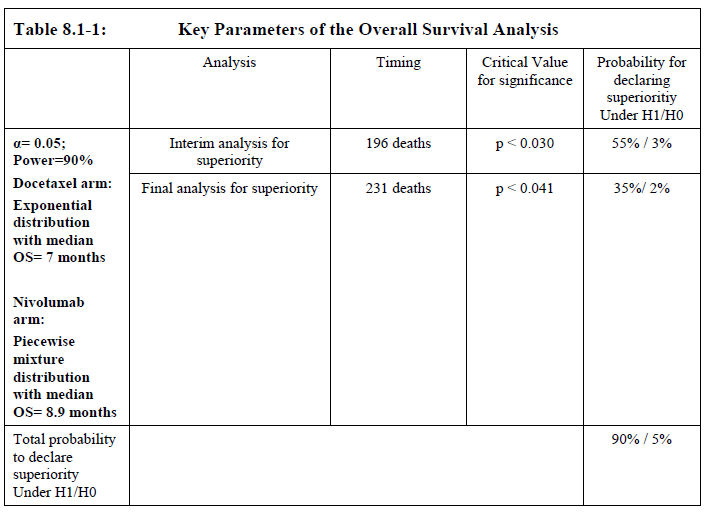 Table 8.1-1: Key Parameters of the Overall Survival Analysis
Analysis
Timing
Critical Value
for significance
Probability for
declaring
superioritiy
Under H1/H0
α= 0.05;
Power=90%
Docetaxel arm:
Exponential
distribution
with median
OS= 7 months
Nivolumab
arm:
Piecewise
mixture
distribution
with median
OS= 8.9 months
Interim analysis for
superiority
196 deaths
p < 0.030
55% / 3%
Final analysis for superiority
231 deaths
p < 0.041
35%/ 2%
Total probability
to declare
superiority
Under H1/H0
90% / 5%